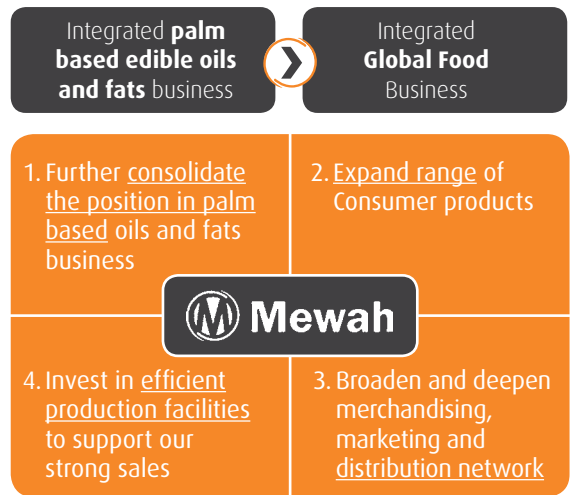 Integrated palm
based edible oils
and fats business
Integrated
Global Food
Business
1. Further consolidate
the position in palm
based oils and fats
business
2. Expand range of
Consumer products
Mewah
4. Invest in efficient
production facilities
to support our
strong sales
3. Broaden and deepen
merchandising,
marketing and
distribution network